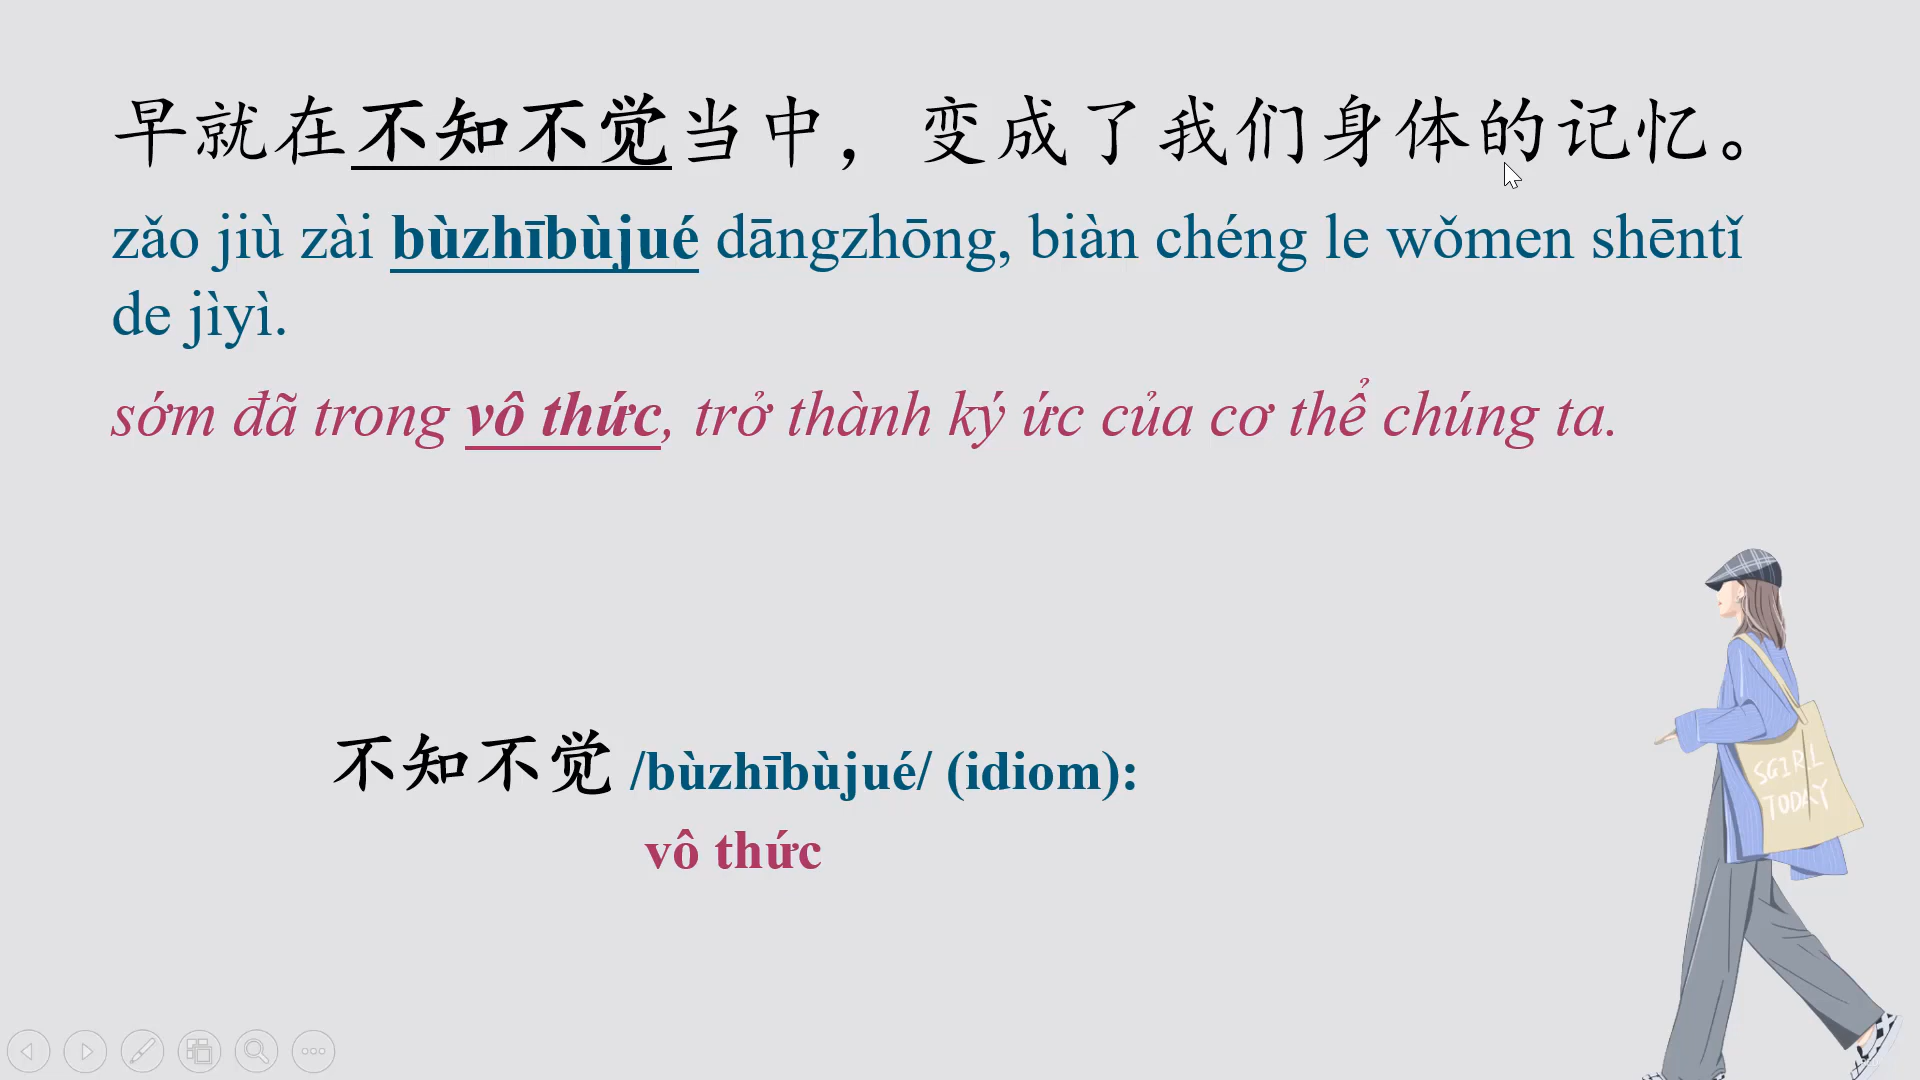 早就在不知不觉当中，变成了我们身体的记忆。
zǎo jiù zài bùzhībùjué dāngzhōng, biàn chéng le wǒmen shēntǐ
de jìyì.
sớm đã trong vô thức, trở thành ký ức của cơ thể chúng ta.
不知不觉 /bùzhībùjué/ (idiom):
vô thức
SGIRL
TODAY